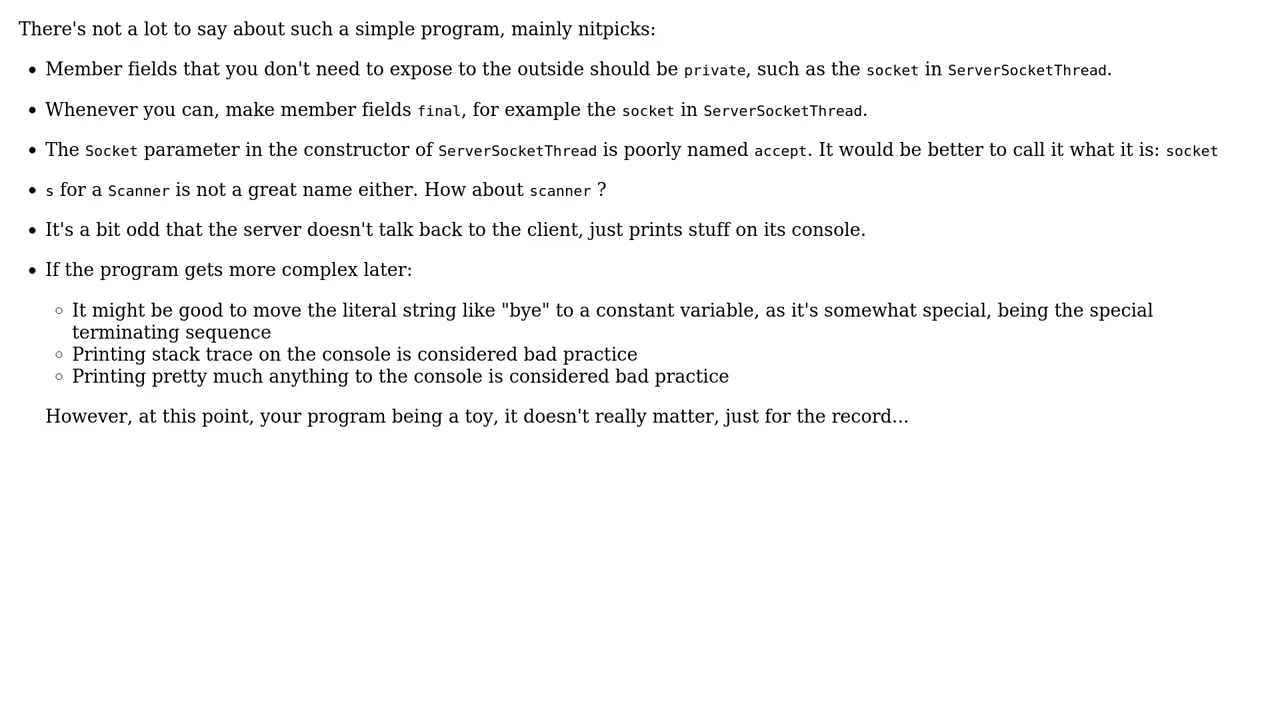 There's not a lot to say about such a simple program, mainly nitpicks:
• Member fields that you don't need to expose to the outside should be private, such as the socket in ServerSocketThread.
• Whenever you can, make member fields final, for example the socket in ServerSocketThread.
• The Socket parameter in the constructor of ServerSocketThread is poorly named accept. It would be better to call it what it is: socket
• s for a Scanner is not a great name either. How about scanner ?
• It's a bit odd that the server doesn't talk back to the client, just prints stuff on its console.
• If the program gets more complex later:
◦ It might be good to move the literal string like "bye" to a constant variable, as it's somewhat special, being the special
terminating sequence
◦ Printing stack trace on the console is considered bad practice
◦ Printing pretty much anything to the console is considered bad practice
However, at this point, your program being a toy, it doesn't really matter, just for the record...